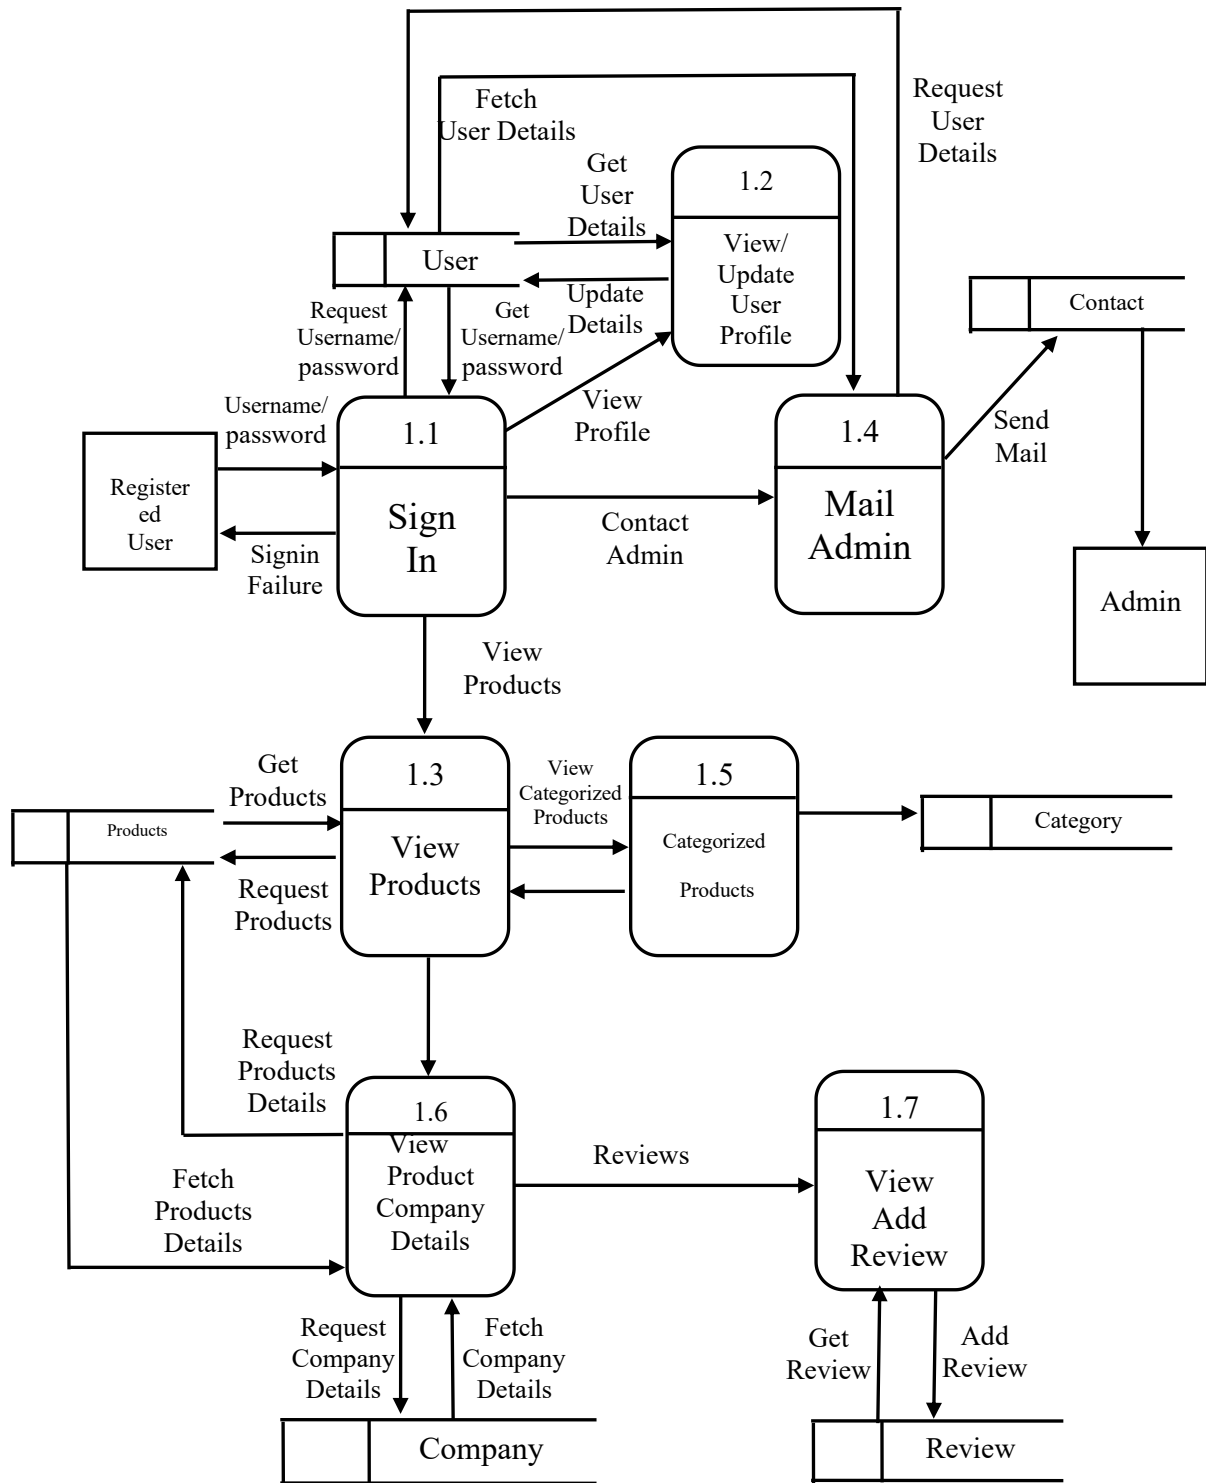 Fetch
User Details
Request
User
Details
Get
User
Details
1.2
View/
Update
User
Profile
User
Update
Details
Request
Username/
password
Get
Username/
password
Contact
Username/
password
View
Profile
1.1
Sign
In
1.4
Mail
Admin
Send
Mail
Register
ed
User
Signin
Failure
Contact
Admin
Admin
View
Products
Get
Products
1.3
View
Products
View
Categorized
Products
1.5
Categorized
Products
Category
Products
Request
Products
Request
Products
Details
1.6
View
Product
Company
Details
Reviews
1.7
View
Add
Review
Fetch
Products
Details
Request
Company
Details
Fetch
Company
Details
Get
Review
Add
Review
Company
Review